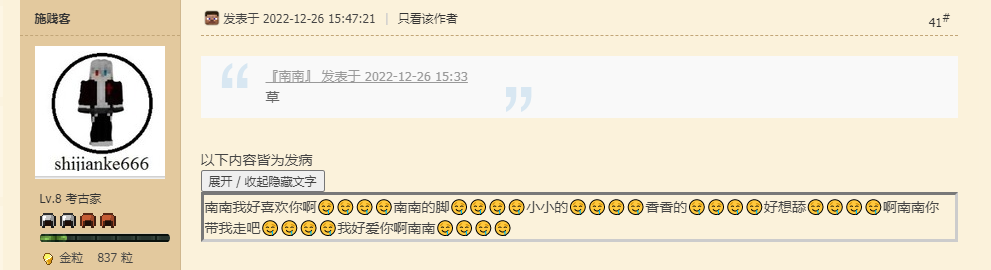 施贱客
发表于 2022-12-26 15:47:21 | 只看该作者
41#
『南南』 发表于 2022-12-26 15:33
草
shijianke666
以下内容皆为发病
展开 / 收起隐藏文字
Lv.8 考古家
南南我好喜欢你啊🤤🤤🤤🤤南南的脚🤤🤤🤤🤤小小的🤤🤤🤤🤤香香的🤤🤤🤤🤤好想舔🤤🤤🤤🤤啊南南你
带我走吧🤤🤤🤤🤤我好爱你啊南南🤤🤤🤤🤤
金粒 837 粒